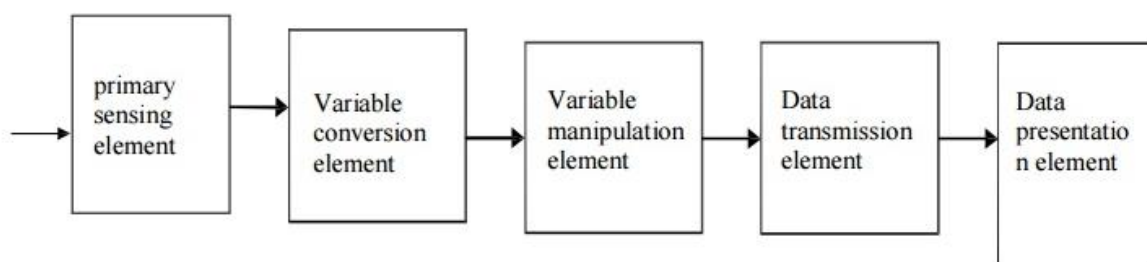 primary
sensing
element
Variable
conversion
element
Variable
manipulation
element
Data
transmission
element
Data
presentatio
n element